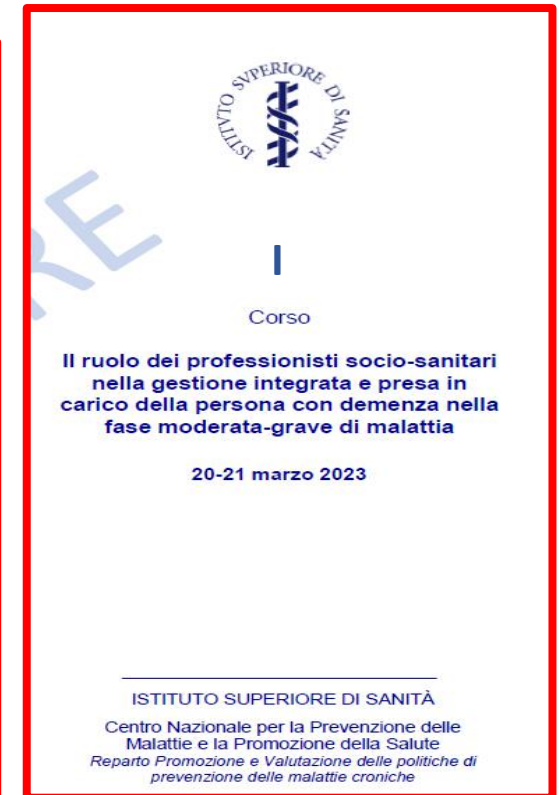 ISTITUTO SUPERIORE DI SANITÀ
RE
I
Corso
Il ruolo dei professionisti socio-sanitari
nella gestione integrata e presa in
carico della persona con demenza nella
fase moderata-grave di malattia
20-21 marzo 2023
ISTITUTO SUPERIORE DI SANITÀ
Centro Nazionale per la Prevenzione delle
Malattie e la Promozione della Salute
Reparto Promozione e Valutazione delle politiche di
prevenzione delle malattie croniche